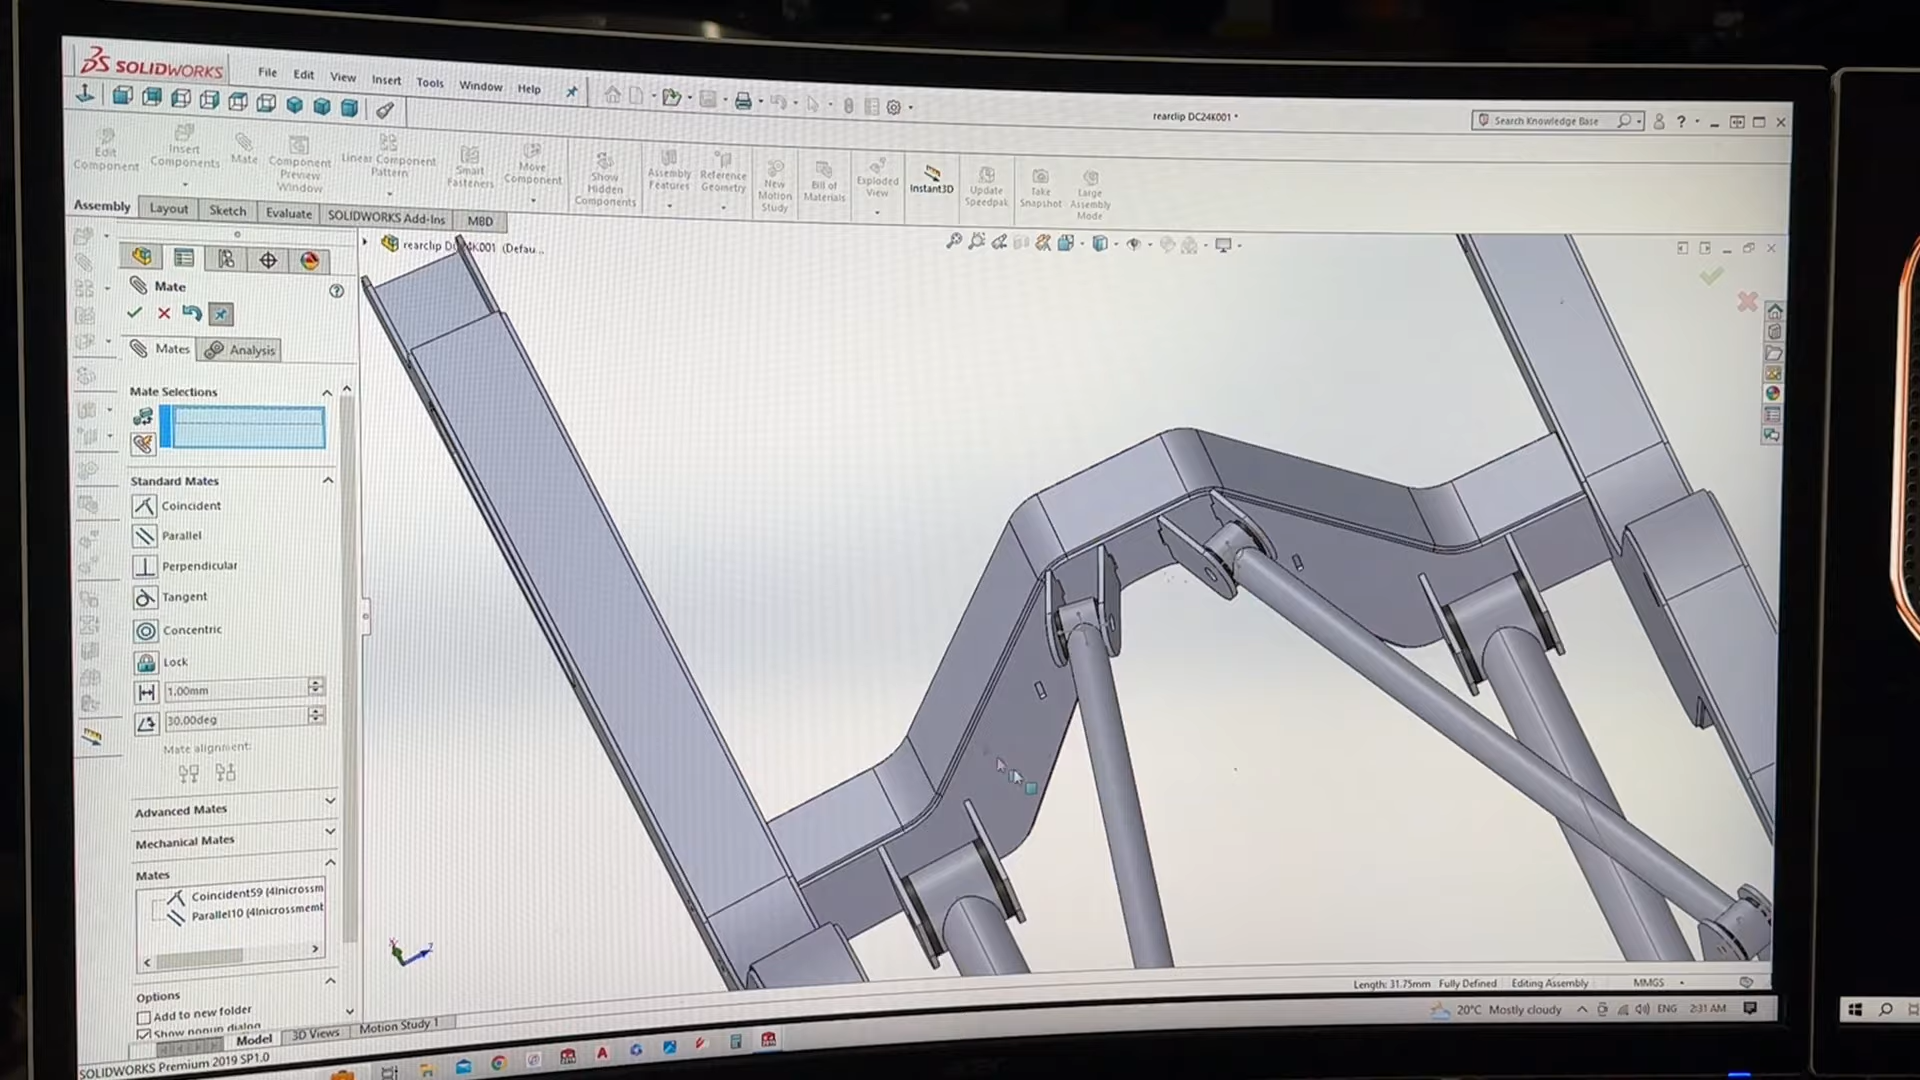 SOLIDWORKS
File Edit View Insert Tools Window Help
rearclip DC24K001 *
Search Knowledge Base
Edit Component
Insert Components
Mate
Component Preview Window
Linear Component Pattern
Smart Fasteners
Move Component
Show Hidden Components
Assembly Features
Reference Geometry
New Motion Study
Bill of Materials
Exploded View
Instant3D
Update Speedpak
Take Snapshot
Large Assembly Mode
Assembly Layout Sketch Evaluate SOLIDWORKS Add-Ins MBD
rearclip (Defau...
Mate
Mates Analysis
Mate Selections
Standard Mates
Coincident
Parallel
Perpendicular
Tangent
Concentric
Lock
1.00mm
30.00deg
Mate alignment:
Advanced Mates
Mechanical Mates
Mates
Coincident59 (4Inicrossm
Parallel10 (4Inicrossmemt
Options
Add to new folder
Show popup dialog
Model 3D Views Motion Study 1
SOLIDWORKS Premium 2019 SP1.0
Length: 31.75mm Fully Defined Editing Assembly MMGS
20°C Mostly cloudy ENG 2:31 AM